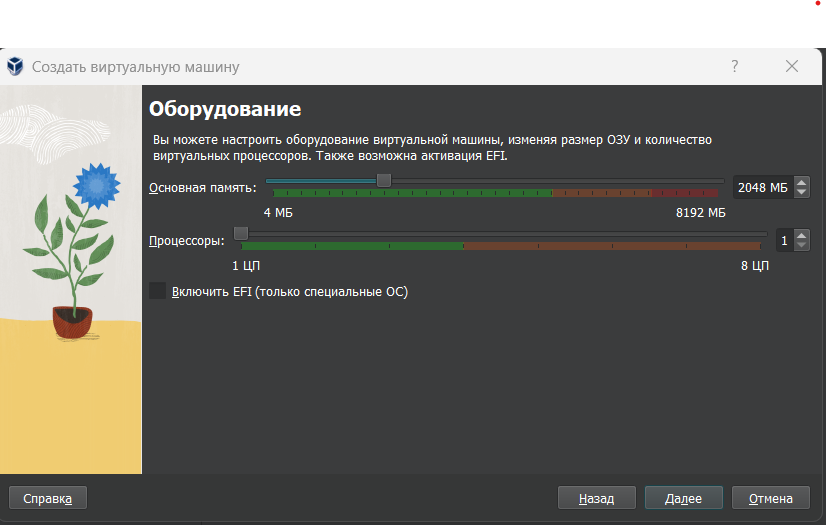 Создать виртуальную машину
?
Оборудование
Вы можете настроить оборудование виртуальной машины, изменяя размер ОЗУ и количество
виртуальных процессоров. Также возможна активация EFI.
Основная память:
2048 МБ
4 МБ
8192 МБ
Процессоры:
1
1 ЦП
8 ЦП
Включить EFI (только специальные ОС)
Справка
Назад
Далее
Отмена